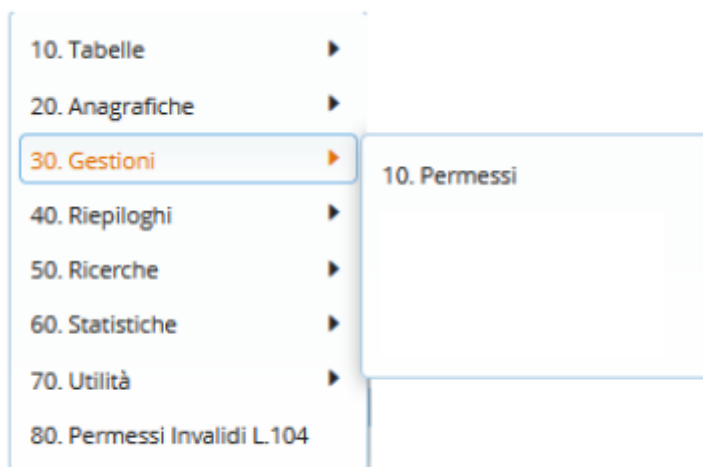 10. Tabelle
20. Anagrafiche
30. Gestioni
10. Permessi
40. Riepiloghi
50. Ricerche
60. Statistiche
70. Utilità
80. Permessi Invalidi L.104